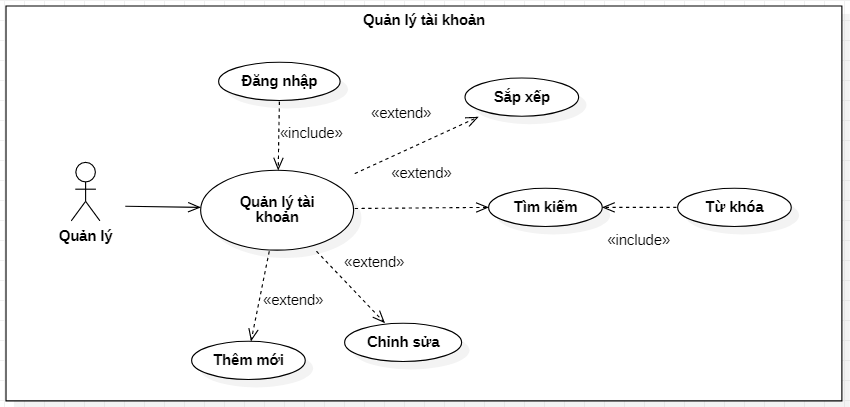 Quản lý tài khoản
Đăng nhập
Sắp xếp
«extend»
«include»
«extend»
Quản lý tài
khoản
Tìm kiếm
Từ khóa
Quản lý
«include»
«extend»
«extend»
Chỉnh sửa
Thêm mới